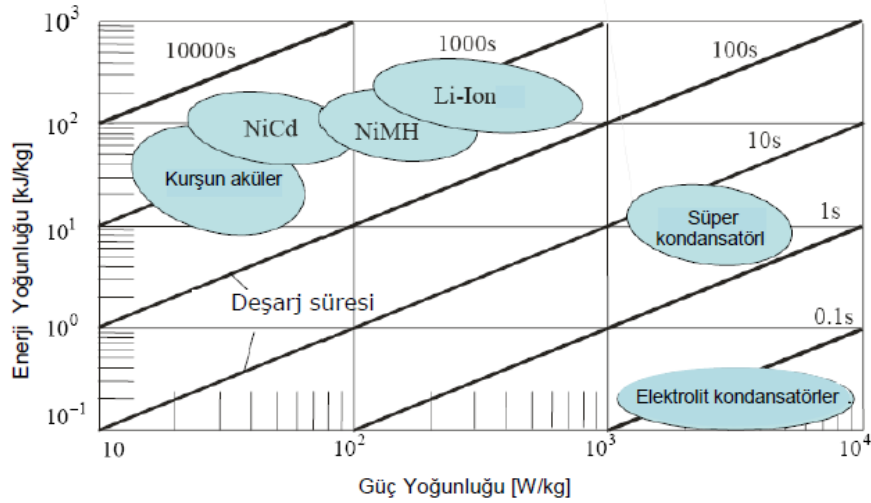 Enerji Yoğunluğu [kJ/kg]
10³
10²
10¹
10⁰
10⁻¹
10000s
1000s
100s
10s
1s
0.1s
Li-Ion
NiCd
NiMH
Kurşun aküler
Süper
kondansatörl
Deşarj süresi
Elektrolit kondansatörler
10
10²
10³
10⁴
Güç Yoğunluğu [W/kg]